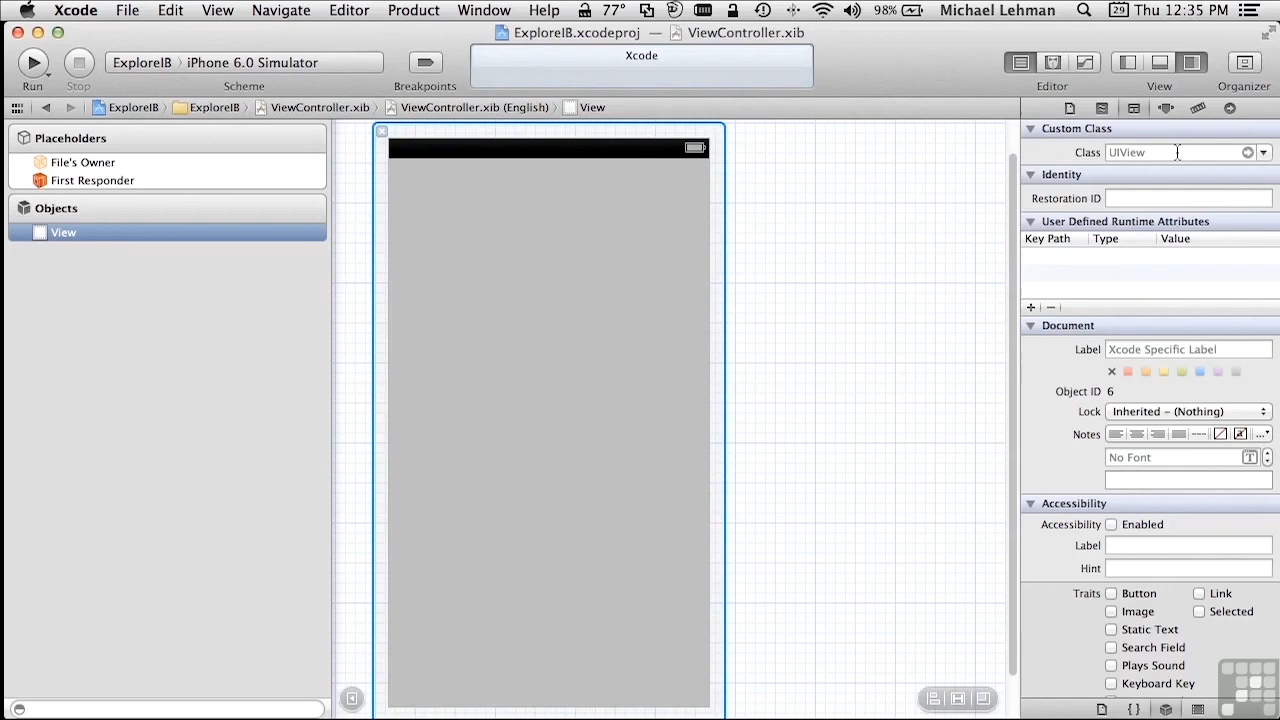 Xcode File Edit View Navigate Editor Product Window Help 77° 98% 29 Thu 12:35 PM Michael Lehman
ExploreIB.xcodeproj — ViewController.xib
ExploreIB iPhone 6.0 Simulator
Xcode
Run Stop Scheme Breakpoints Editor View Organizer
ExploreIB ExploreIB ViewController.xib ViewController.xib (English) View
Placeholders
File's Owner
First Responder
Objects
View
Custom Class
Class UIView
Identity
Restoration ID
User Defined Runtime Attributes
Key Path Type Value
Document
Label Xcode Specific Label
Object ID 6
Lock Inherited - (Nothing)
Notes
No Font
Accessibility
Accessibility Enabled
Label
Hint
Traits Button Link
Image Selected
Static Text
Search Field
Plays Sound
Keyboard Key